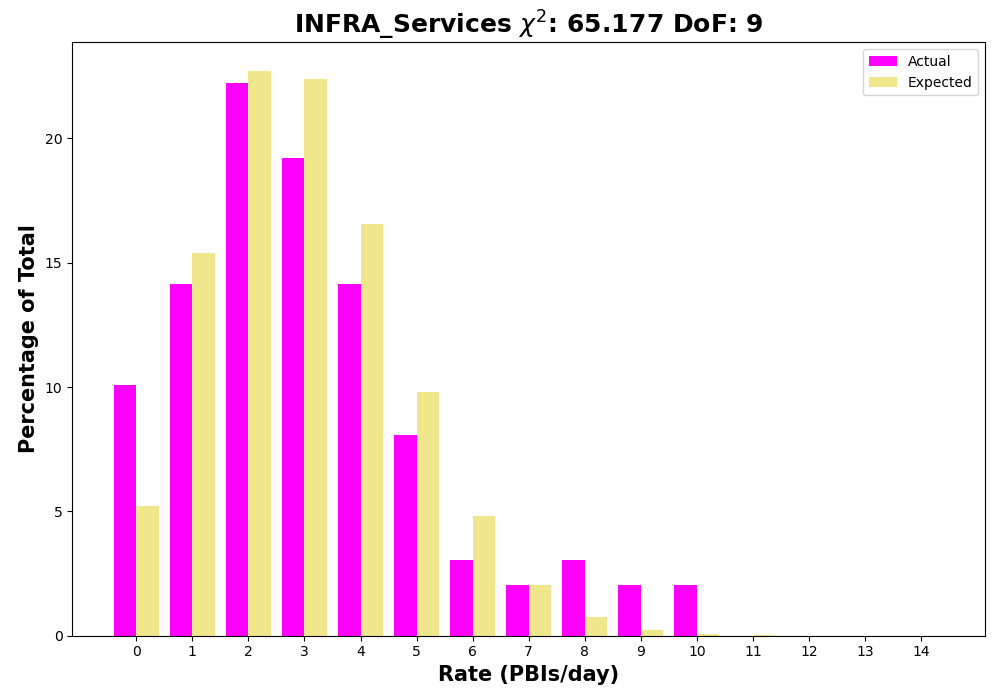 INFRA_Services χ²: 65.177 DoF: 9
Actual
Expected
Percentage of Total
20
15
10
5
0
0 1 2 3 4 5 6 7 8 9 10 11 12 13 14
Rate (PBIs/day)